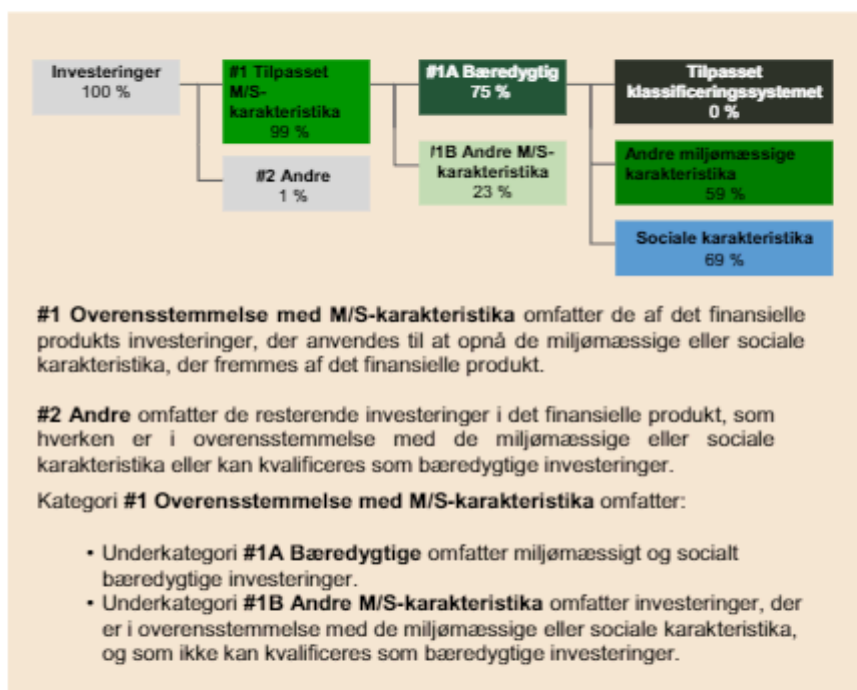 Investeringer
100 %
#1 Tilpasset
M/S-
karakteristika
99 %
#2 Andre
1 %
#1A Bæredygtig
75 %
#1B Andre M/S-
karakteristika
23 %
Tilpasset
klassificeringssystemet
0 %
Andre miljømæssige
karakteristika
59 %
Sociale karakteristika
69 %
#1 Overensstemmelse med M/S-karakteristika omfatter de af det finansielle
produkts investeringer, der anvendes til at opnå de miljømæssige eller sociale
karakteristika, der fremmes af det finansielle produkt.
#2 Andre omfatter de resterende investeringer i det finansielle produkt, som
hverken er i overensstemmelse med de miljømæssige eller sociale
karakteristika eller kan kvalificeres som bæredygtige investeringer.
Kategori #1 Overensstemmelse med M/S-karakteristika omfatter:
• Underkategori #1A Bæredygtige omfatter miljømæssigt og socialt
bæredygtige investeringer.
• Underkategori #1B Andre M/S-karakteristika omfatter investeringer, der
er i overensstemmelse med de miljømæssige eller sociale karakteristika,
og som ikke kan kvalificeres som bæredygtige investeringer.